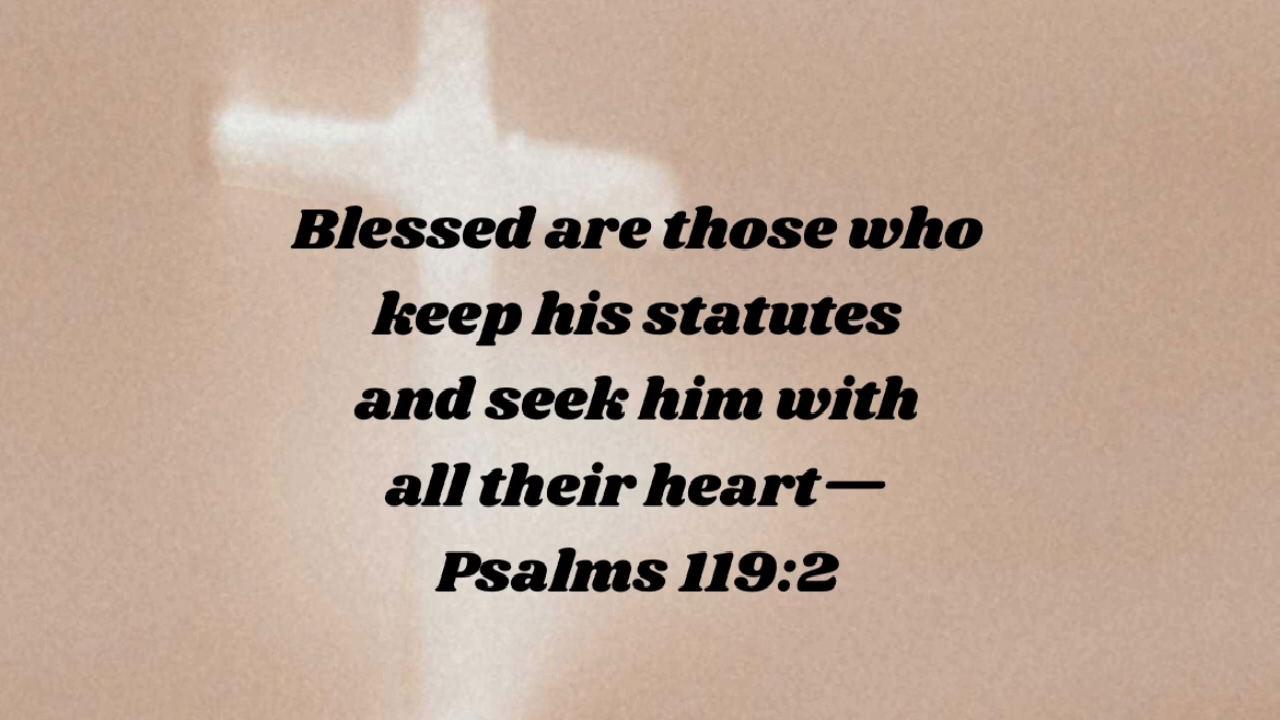 Blessed are those who
keep his statutes
and seek him with
all their heart—
Psalms 119:2